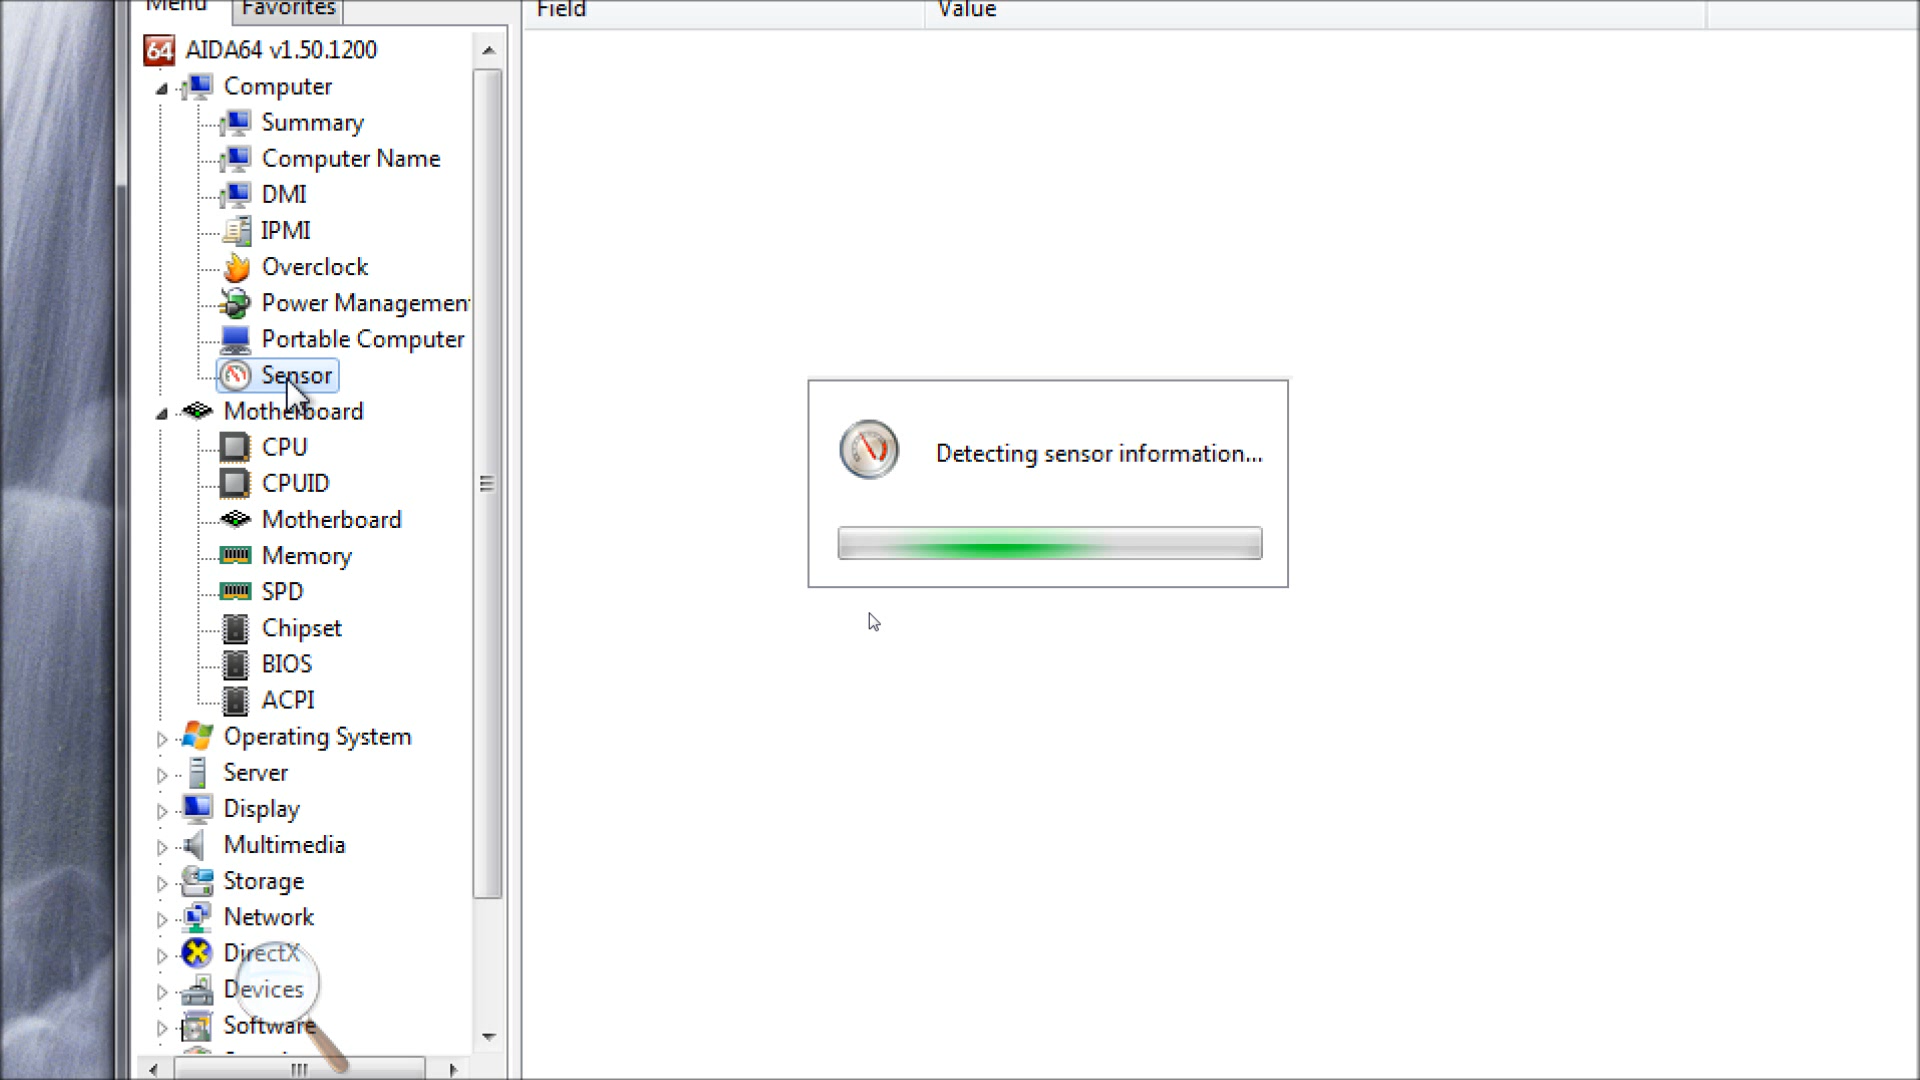 Menu
Favorites
Field
Value
64
AIDA64 v1.50.1200
Computer
Summary
Computer Name
DMI
IPMI
Overclock
Power Managemen
Portable Computer
Sensor
Motherboard
CPU
CPUID
Motherboard
Memory
SPD
Chipset
BIOS
ACPI
Operating System
Server
Display
Multimedia
Storage
Network
DirectX
Devices
Software
Detecting sensor information...